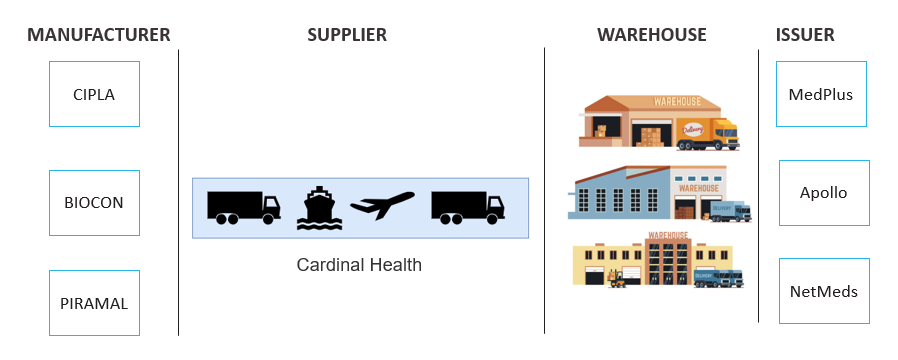 MANUFACTURER
SUPPLIER
WAREHOUSE
ISSUER
CIPLA
BIOCON
PIRAMAL
Cardinal Health
WAREHOUSE
Delivery
WAREHOUSE
DELIVERY
WAREHOUSE
DELIVERY
MedPlus
Apollo
NetMeds